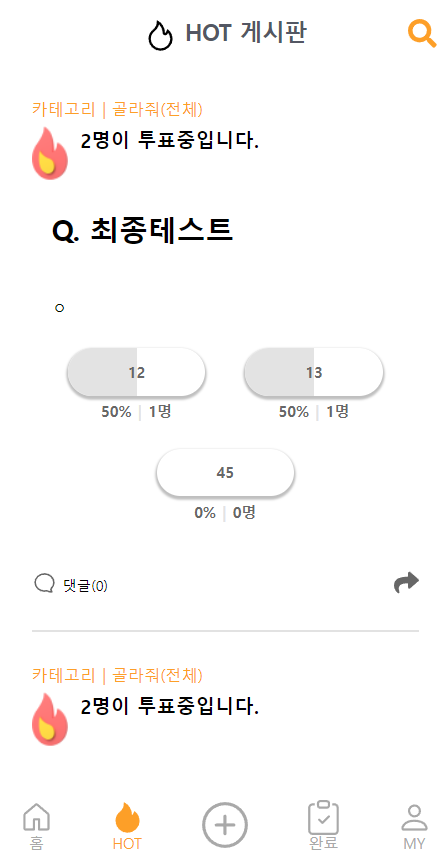 HOT 게시판
카테고리 | 골라줘(전체)
2명이 투표중입니다.
Q. 최종테스트
ㅇ
12 13
50% | 1명 50% | 1명
45
0% | 0명
댓글(0)
카테고리 | 골라줘(전체)
2명이 투표중입니다.
홈 HOT 완료 MY